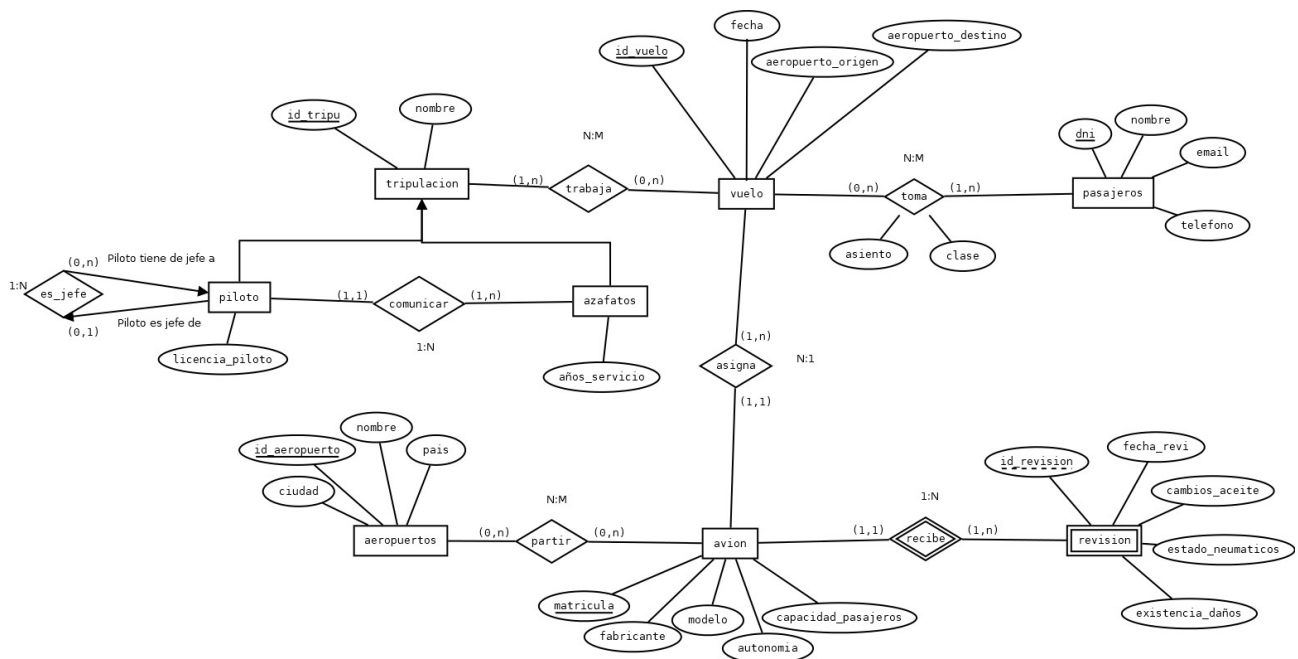 fecha
id_vuelo
aeropuerto_destino
aeropuerto_origen
id_tripu
nombre
N:M
tripulacion
(1,n)
trabaja
(0,n)
vuelo
(0,n)
N:M
toma
(1,n)
asiento
clase
dni
nombre
email
pasajeros
telefono
1:N
(0,n)
Piloto tiene de jefe a
es_jefe
Piloto es jefe de
(0,1)
piloto
licencia_piloto
(1,1)
comunicar
(1,n)
1:N
azafatos
años_servicio
(1,n)
asigna
N:1
(1,1)
nombre
id_aeropuerto
pais
ciudad
aeropuertos
(0,n)
N:M
partir
(0,n)
avion
matricula
fabricante
modelo
autonomia
capacidad_pasajeros
(1,1)
1:N
recibe
(1,n)
revision
id_revision
fecha_revi
cambios_aceite
estado_neumaticos
existencia_daños